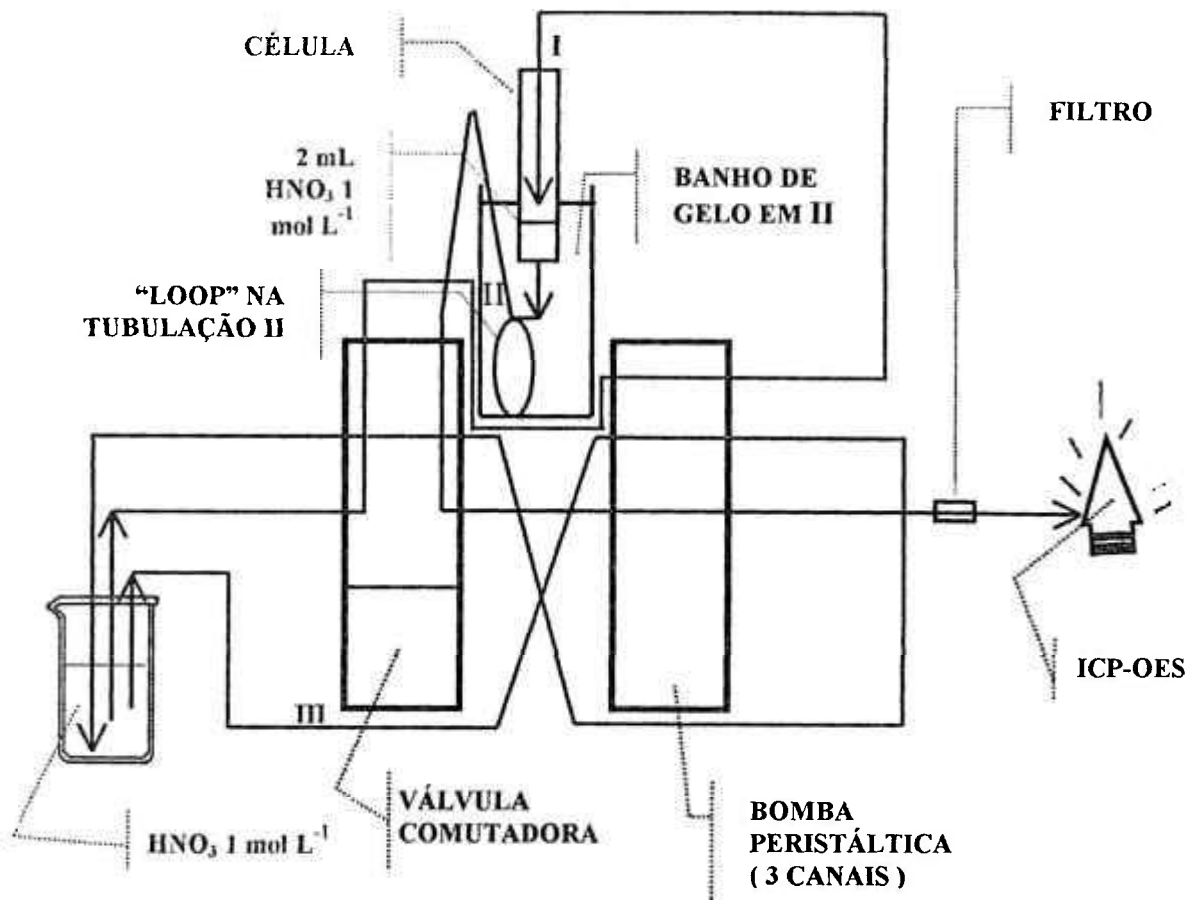 CÉLULA
I
FILTRO
2 mL
HNO₃ 1
mol L⁻¹
BANHO DE
GELO EM II
"LOOP" NA
TUBULAÇÃO II
II
ICP-OES
III
HNO₃ 1 mol L⁻¹
VÁLVULA
COMUTADORA
BOMBA
PERISTÁLTICA
( 3 CANAIS )